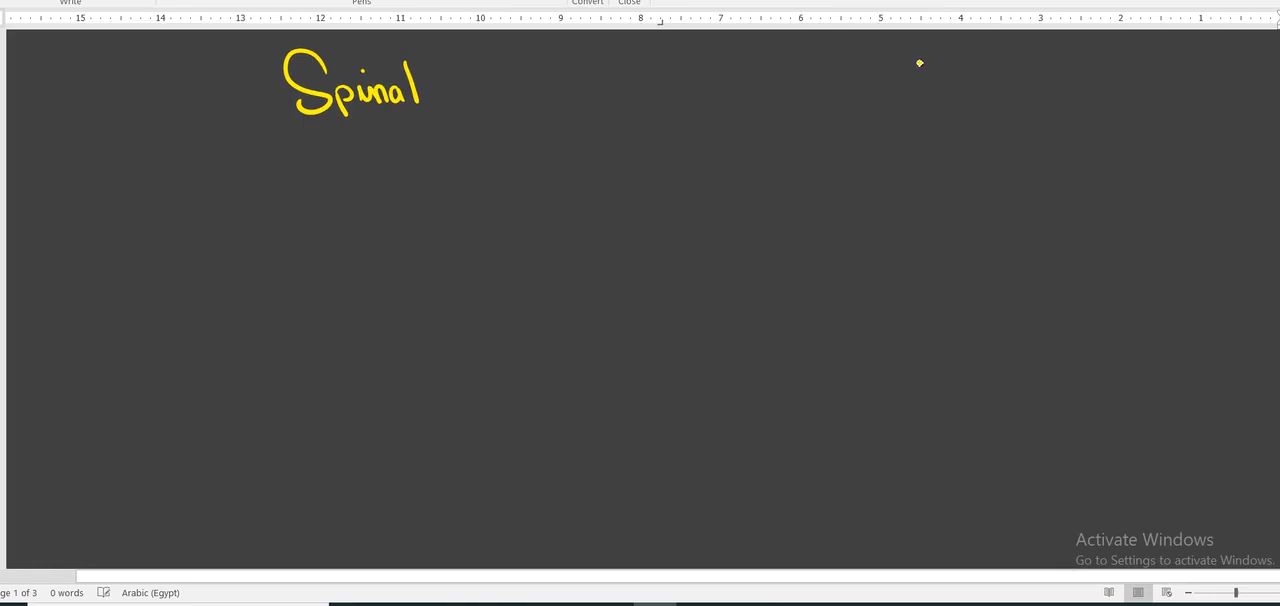 Write Pens Convert Close
15 14 13 12 11 10 9 8 7 6 5 4 3 2 1
Spinal
Activate Windows
Go to Settings to activate Windows.
ge 1 of 3 0 words Arabic (Egypt)